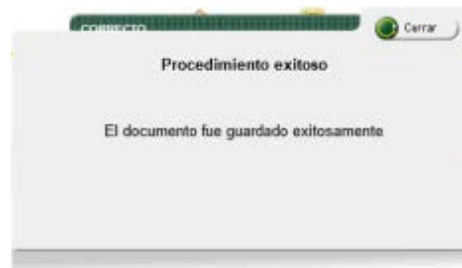 CORRECTO
Cerrar
Procedimiento exitoso
El documento fue guardado exitosamente